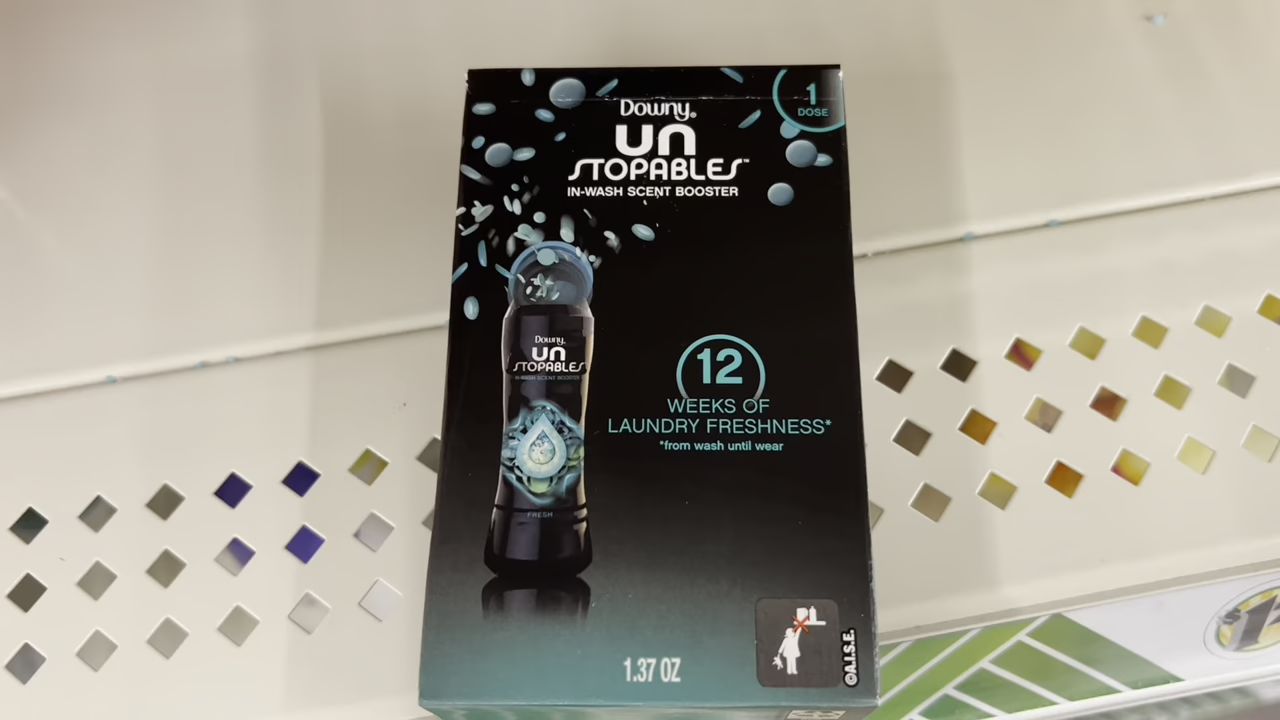 1
DOSE
Downy®
UN
STOPABLES™
IN-WASH SCENT BOOSTER
Downy
UN
STOPABLES
IN-WASH SCENT BOOSTER
FRESH
12
WEEKS OF
LAUNDRY FRESHNESS*
*from wash until wear
1.37 OZ
©A.I.S.E.